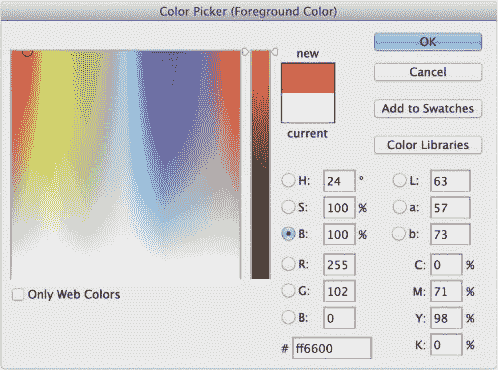 Color Picker (Foreground Color)
new
current
OK
Cancel
Add to Swatches
Color Libraries
H: 24 °
S: 100 %
B: 100 %
R: 255
G: 102
B: 0
# ff6600
L: 63
a: 57
b: 73
C: 0 %
M: 71 %
Y: 98 %
K: 0 %
Only Web Colors